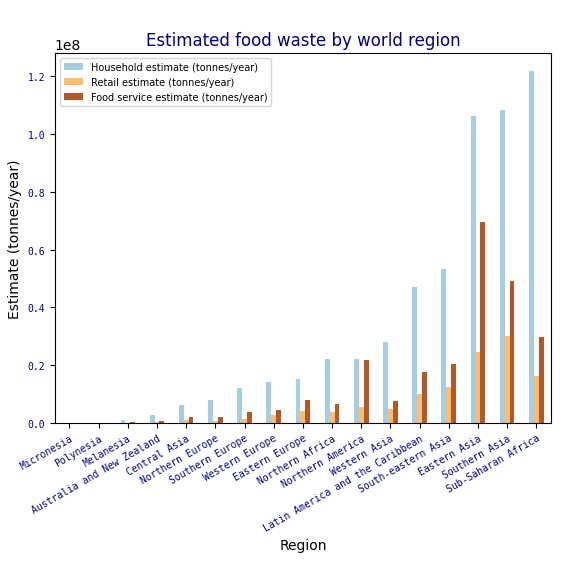 Estimated food waste by world region
1e8
Household estimate (tonnes/year)
Retail estimate (tonnes/year)
Food service estimate (tonnes/year)
1.2
1.0
0.8
0.6
0.4
0.2
0.0
Estimate (tonnes/year)
Micronesia
Polynesia
Melanesia
Australia and New Zealand
Central Asia
Northern Europe
Southern Europe
Western Europe
Eastern Europe
Northern Africa
Northern America
Western Asia
Latin America and the Caribbean
South-eastern Asia
Eastern Asia
Southern Asia
Sub-Saharan Africa
Region